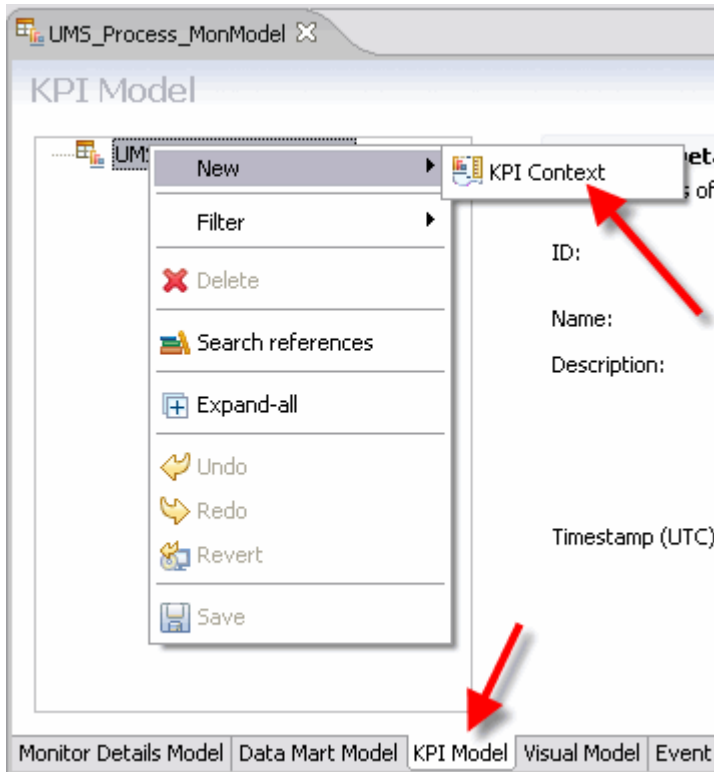 UMS_Process_MonModel
KPI Model
UM
New
KPI Context
of
Filter
ID:
Delete
Name:
Search references
Description:
Expand-all
Undo
Redo
Timestamp (UTC)
Revert
Save
Monitor Details Model Data Mart Model KPI Model Visual Model Event